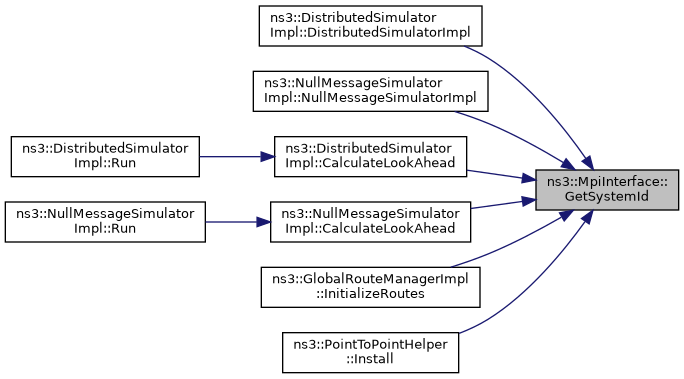 ns3::DistributedSimulator
Impl::DistributedSimulatorImpl
ns3::NullMessageSimulator
Impl::NullMessageSimulatorImpl
ns3::DistributedSimulator
Impl::Run
ns3::DistributedSimulator
Impl::CalculateLookAhead
ns3::MpiInterface::
GetSystemId
ns3::NullMessageSimulator
Impl::Run
ns3::NullMessageSimulator
Impl::CalculateLookAhead
ns3::GlobalRouteManagerImpl
::InitializeRoutes
ns3::PointToPointHelper
::Install